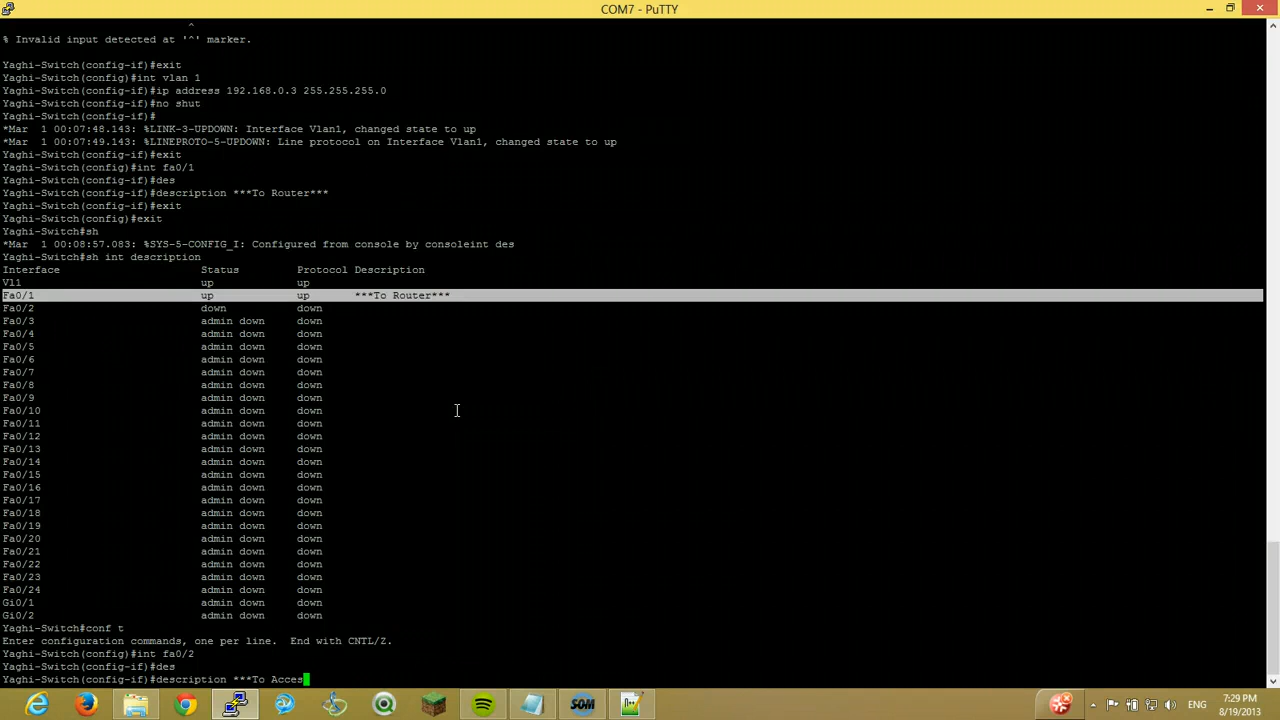 COM7 - PuTTY
^
% Invalid input detected at '^' marker.
Yaghi-Switch(config-if)#exit
Yaghi-Switch(config)#int vlan 1
Yaghi-Switch(config-if)#ip address 192.168.0.3 255.255.255.0
Yaghi-Switch(config-if)#no shut
Yaghi-Switch(config-if)#
*Mar  1 00:07:48.143: %LINK-3-UPDOWN: Interface Vlan1, changed state to up
*Mar  1 00:07:49.143: %LINEPROTO-5-UPDOWN: Line protocol on Interface Vlan1, changed state to up
Yaghi-Switch(config-if)#exit
Yaghi-Switch(config)#int fa0/1
Yaghi-Switch(config-if)#des
Yaghi-Switch(config-if)#description ***To Router***
Yaghi-Switch(config-if)#exit
Yaghi-Switch(config)#exit
Yaghi-Switch#sh
*Mar  1 00:08:57.083: %SYS-5-CONFIG_I: Configured from console by consoleint des
Yaghi-Switch#sh int description
Interface Status Protocol Description
Vl1 up up
Fa0/1 up up ***To Router***
Fa0/2 down down
Fa0/3 admin down down
Fa0/4 admin down down
Fa0/5 admin down down
Fa0/6 admin down down
Fa0/7 admin down down
Fa0/8 admin down down
Fa0/9 admin down down
Fa0/10 admin down down
Fa0/11 admin down down
Fa0/12 admin down down
Fa0/13 admin down down
Fa0/14 admin down down
Fa0/15 admin down down
Fa0/16 admin down down
Fa0/17 admin down down
Fa0/18 admin down down
Fa0/19 admin down down
Fa0/20 admin down down
Fa0/21 admin down down
Fa0/22 admin down down
Fa0/23 admin down down
Fa0/24 admin down down
Gi0/1 admin down down
Gi0/2 admin down down
Yaghi-Switch#conf t
Enter configuration commands, one per line.  End with CNTL/Z.
Yaghi-Switch(config)#int fa0/2
Yaghi-Switch(config-if)#des
Yaghi-Switch(config-if)#description ***To Acces
SOM
ENG
7:29 PM
8/19/2013